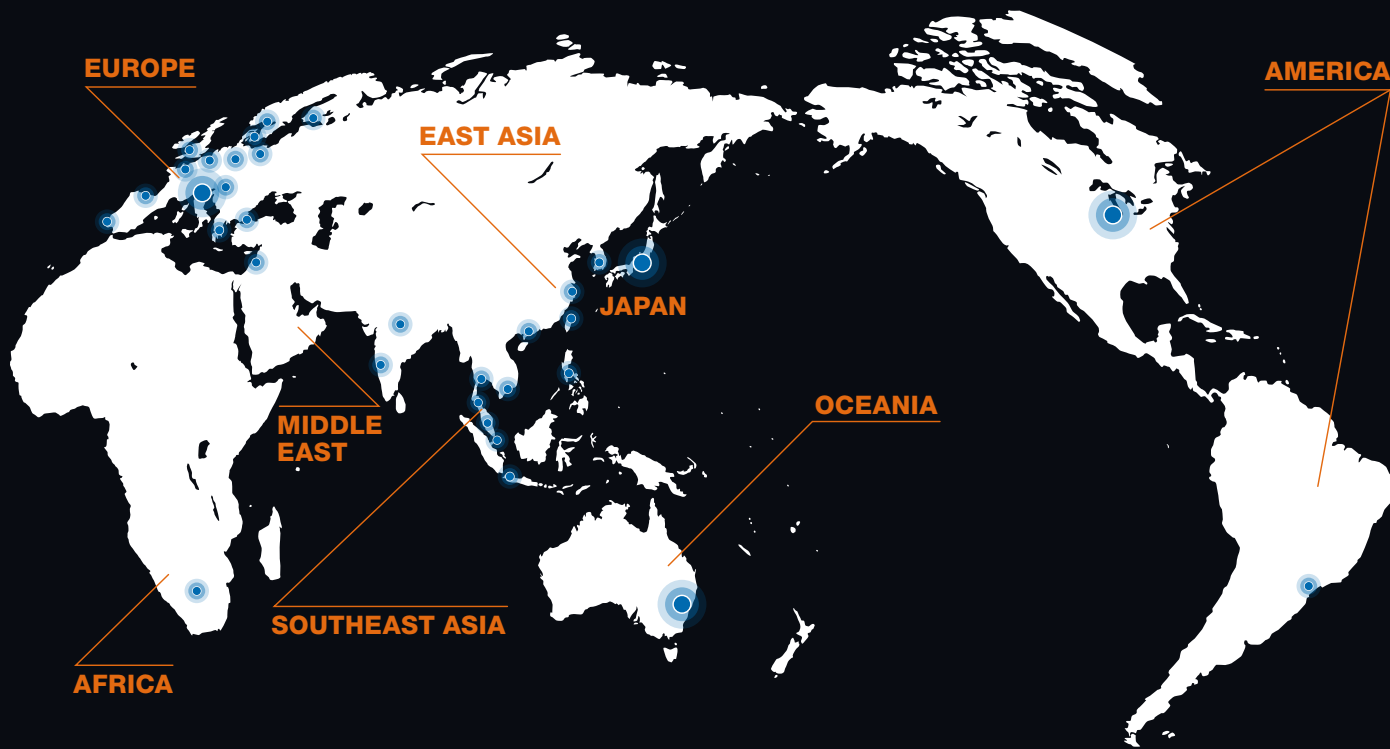 EUROPE
AMERICA
EAST ASIA
JAPAN
OCEANIA
MIDDLE
EAST
SOUTHEAST ASIA
AFRICA